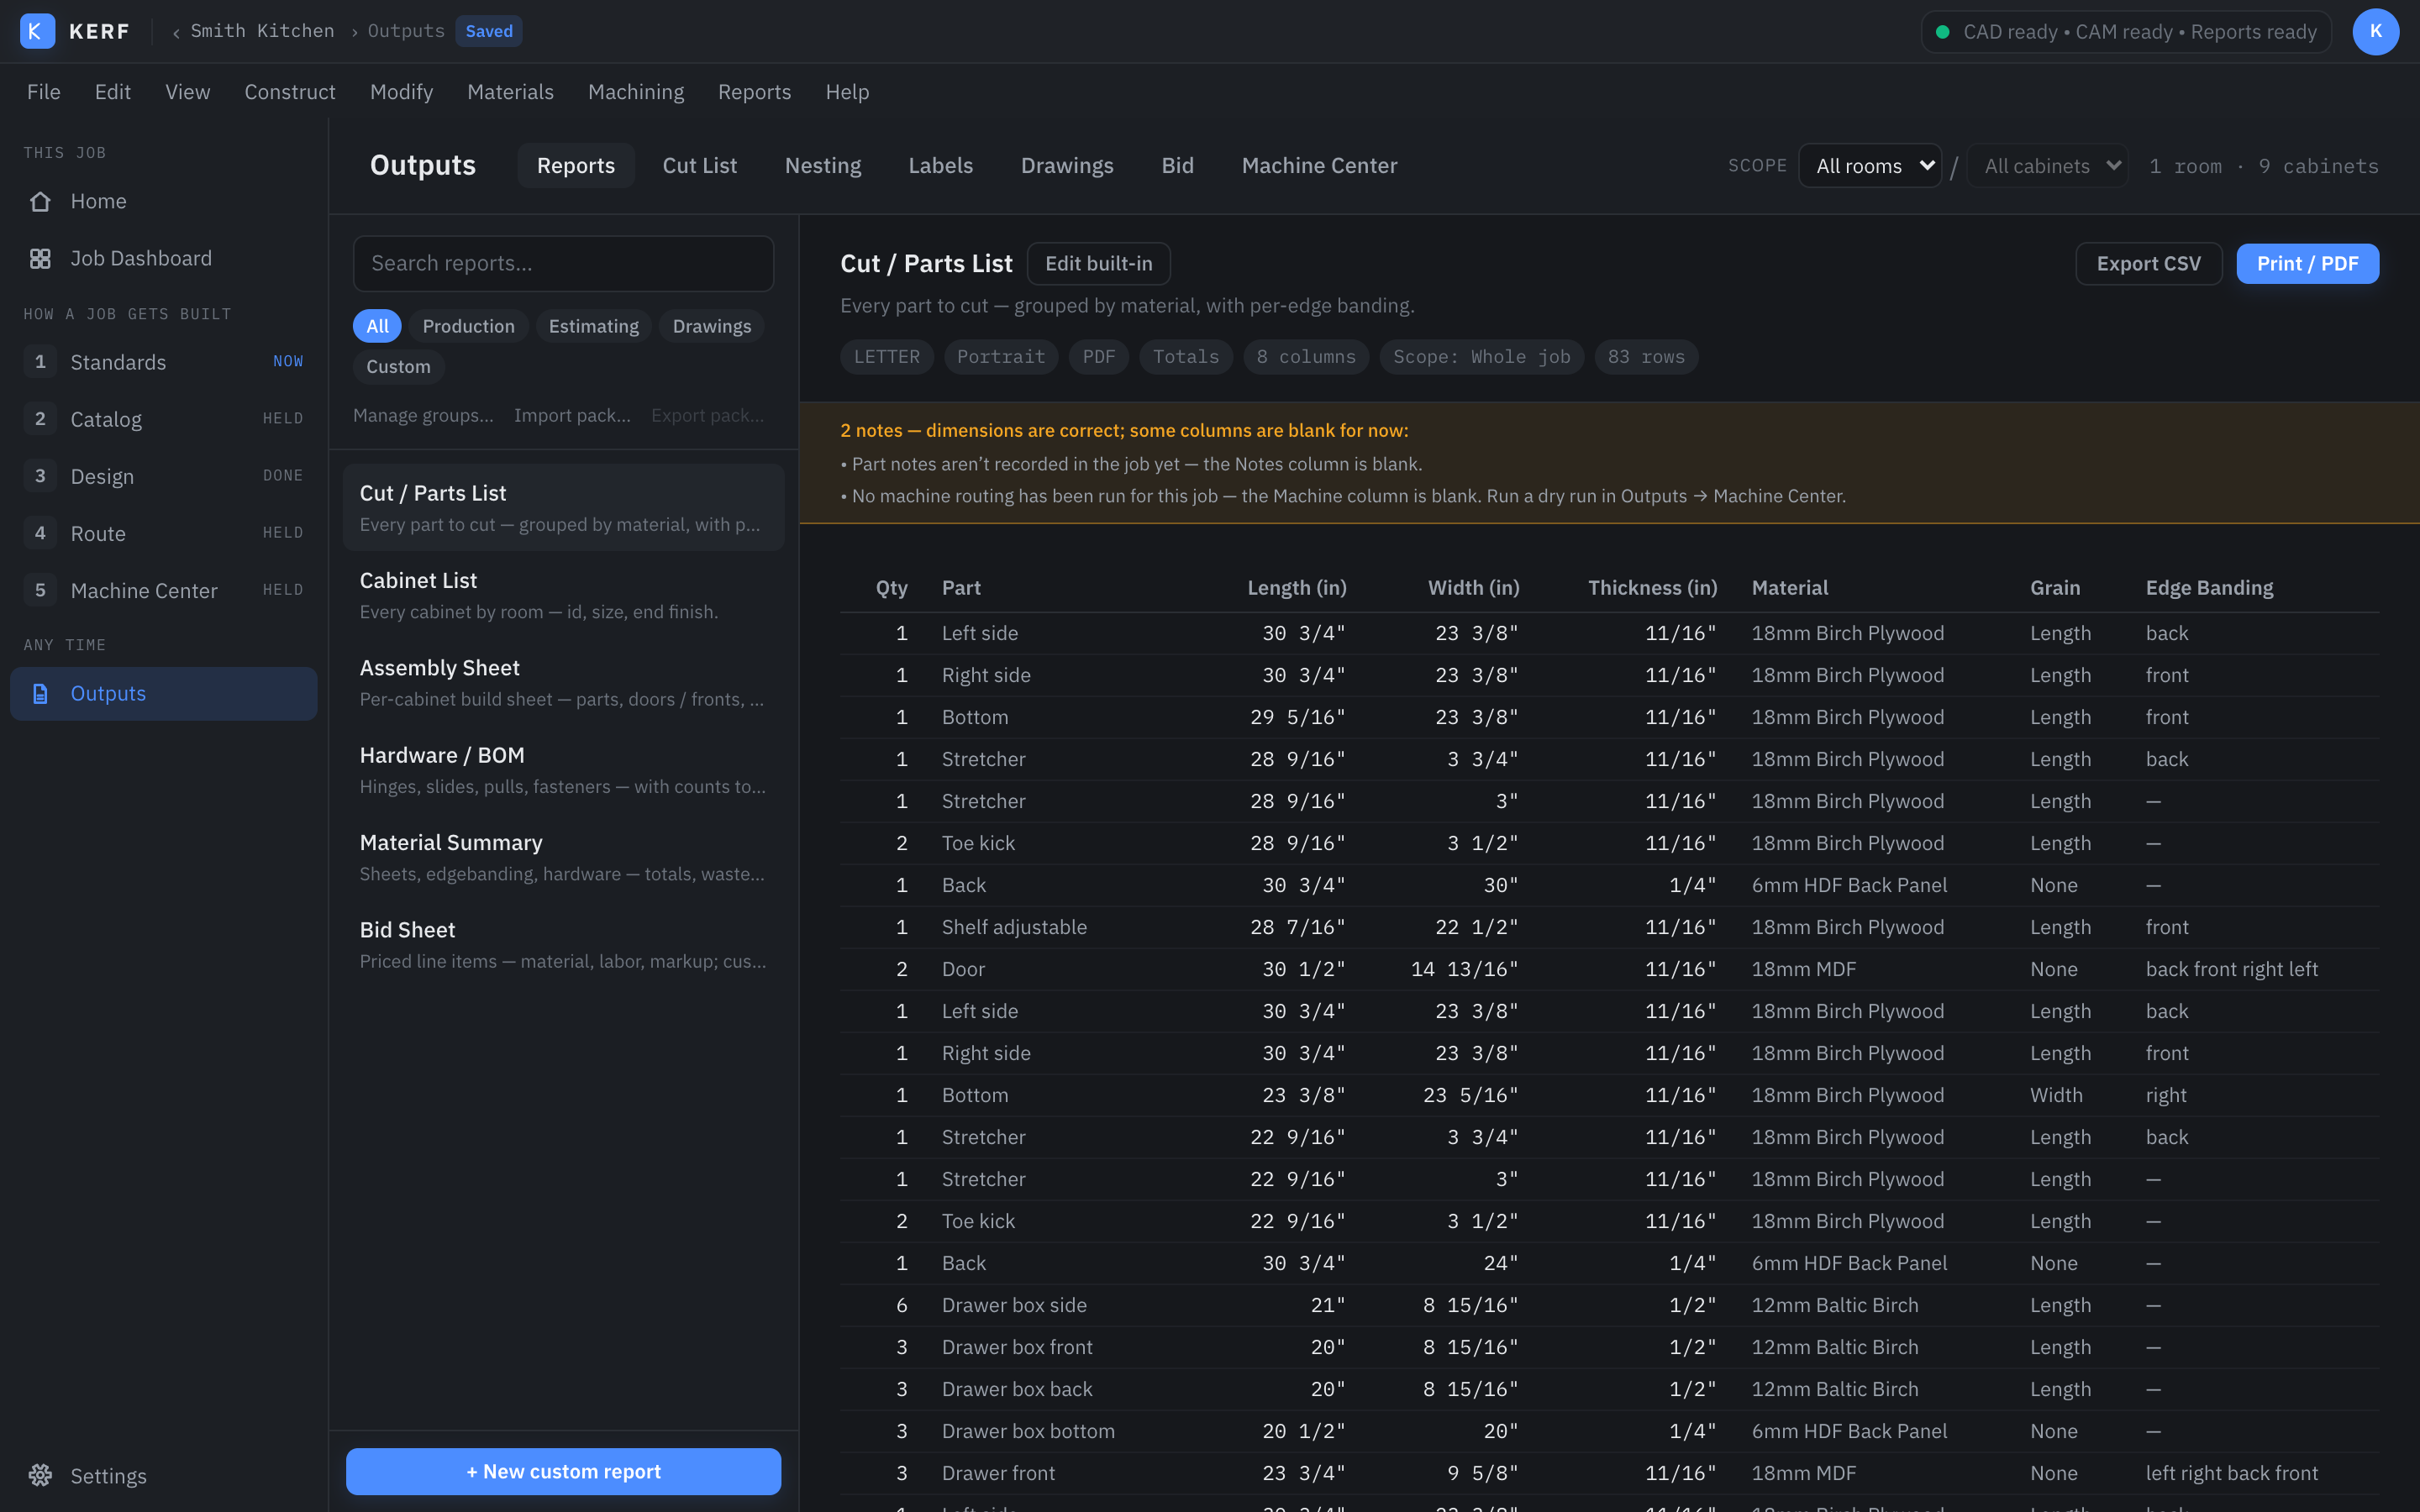 K KERF ‹ Smith Kitchen › Outputs Saved CAD ready • CAM ready • Reports ready K
File Edit View Construct Modify Materials Machining Reports Help
THIS JOB
Home
Job Dashboard
HOW A JOB GETS BUILT
1 Standards NOW
2 Catalog HELD
3 Design DONE
4 Route HELD
5 Machine Center HELD
ANY TIME
Outputs
Settings
Outputs Reports Cut List Nesting Labels Drawings Bid Machine Center SCOPE All rooms / All cabinets 1 room · 9 cabinets
Search reports...
All Production Estimating Drawings
Custom
Manage groups... Import pack... Export pack...
Cut / Parts List
Every part to cut — grouped by material, with p...
Cabinet List
Every cabinet by room — id, size, end finish.
Assembly Sheet
Per-cabinet build sheet — parts, doors / fronts, ...
Hardware / BOM
Hinges, slides, pulls, fasteners — with counts to...
Material Summary
Sheets, edgebanding, hardware — totals, waste...
Bid Sheet
Priced line items — material, labor, markup; cus...
+ New custom report
Cut / Parts List Edit built-in Export CSV Print / PDF
Every part to cut — grouped by material, with per-edge banding.
LETTER Portrait PDF Totals 8 columns Scope: Whole job 83 rows
2 notes — dimensions are correct; some columns are blank for now:
• Part notes aren’t recorded in the job yet — the Notes column is blank.
• No machine routing has been run for this job — the Machine column is blank. Run a dry run in Outputs → Machine Center.
Qty Part Length (in) Width (in) Thickness (in) Material Grain Edge Banding
1 Left side 30 3/4" 23 3/8" 11/16" 18mm Birch Plywood Length back
1 Right side 30 3/4" 23 3/8" 11/16" 18mm Birch Plywood Length front
1 Bottom 29 5/16" 23 3/8" 11/16" 18mm Birch Plywood Length front
1 Stretcher 28 9/16" 3 3/4" 11/16" 18mm Birch Plywood Length back
1 Stretcher 28 9/16" 3" 11/16" 18mm Birch Plywood Length —
2 Toe kick 28 9/16" 3 1/2" 11/16" 18mm Birch Plywood Length —
1 Back 30 3/4" 30" 1/4" 6mm HDF Back Panel None —
1 Shelf adjustable 28 7/16" 22 1/2" 11/16" 18mm Birch Plywood Length front
2 Door 30 1/2" 14 13/16" 11/16" 18mm MDF None back front right left
1 Left side 30 3/4" 23 3/8" 11/16" 18mm Birch Plywood Length back
1 Right side 30 3/4" 23 3/8" 11/16" 18mm Birch Plywood Length front
1 Bottom 23 3/8" 23 5/16" 11/16" 18mm Birch Plywood Width right
1 Stretcher 22 9/16" 3 3/4" 11/16" 18mm Birch Plywood Length back
1 Stretcher 22 9/16" 3" 11/16" 18mm Birch Plywood Length —
2 Toe kick 22 9/16" 3 1/2" 11/16" 18mm Birch Plywood Length —
1 Back 30 3/4" 24" 1/4" 6mm HDF Back Panel None —
6 Drawer box side 21" 8 15/16" 1/2" 12mm Baltic Birch Length —
3 Drawer box front 20" 8 15/16" 1/2" 12mm Baltic Birch Length —
3 Drawer box back 20" 8 15/16" 1/2" 12mm Baltic Birch Length —
3 Drawer box bottom 20 1/2" 20" 1/4" 6mm HDF Back Panel None —
3 Drawer front 23 3/4" 9 5/8" 11/16" 18mm MDF None left right back front